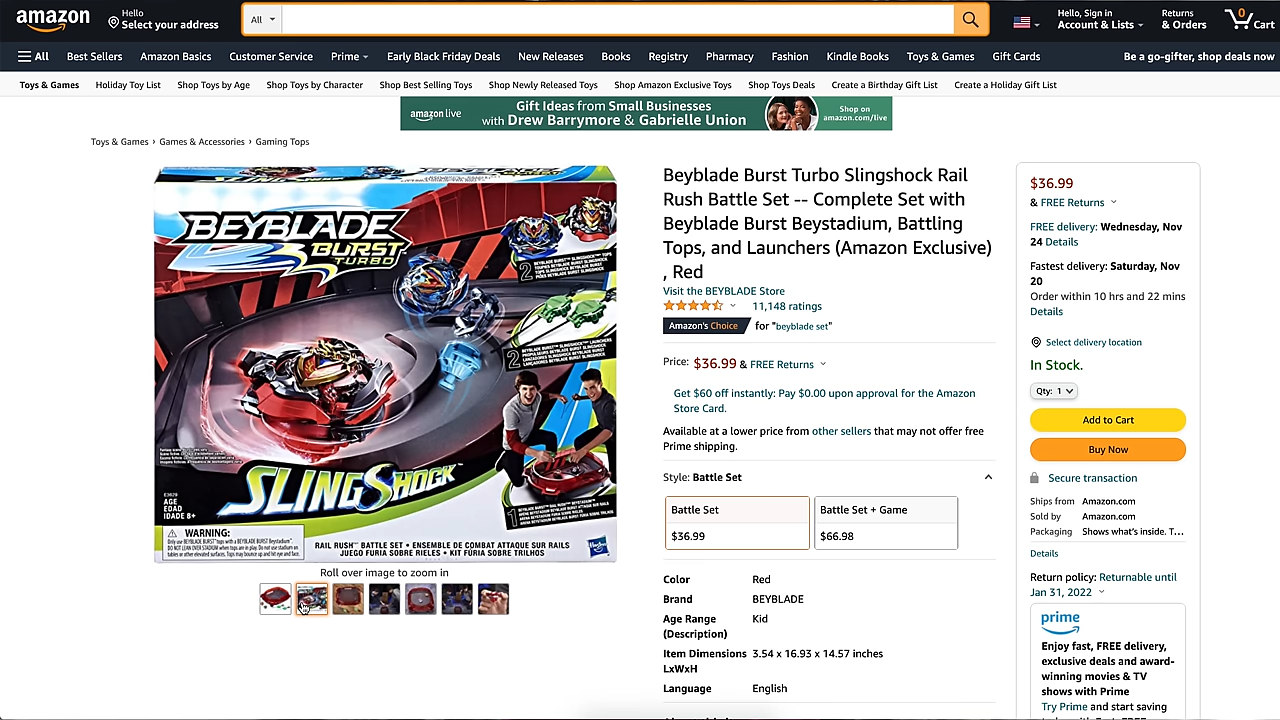 amazon
Hello
Select your address
All
Hello, Sign in
Account & Lists
Returns
& Orders
0
Cart
All
Best Sellers
Amazon Basics
Customer Service
Prime
Early Black Friday Deals
New Releases
Books
Registry
Pharmacy
Fashion
Kindle Books
Toys & Games
Gift Cards
Be a go-gifter, shop deals now
Toys & Games
Holiday Toy List
Shop Toys by Age
Shop Toys by Character
Shop Best Selling Toys
Shop Newly Released Toys
Shop Amazon Exclusive Toys
Shop Toys Deals
Create a Birthday Gift List
Create a Holiday Gift List
amazon live
Gift Ideas from Small Businesses
with Drew Barrymore & Gabrielle Union
Shop on
amazon.com/live
Toys & Games › Games & Accessories › Gaming Tops
BEYBLADE
BURST
TURBO
2
2
SLINGSHOCK
E3629
AGE
EDAD
IDADE 8+
WARNING:
1
RAIL RUSH™ BATTLE SET • ENSEMBLE DE COMBAT ATTAQUE SUR RAILS
JUEGO FURIA SOBRE RIELES • KIT FÚRIA SOBRE TRILHOS
Hasbro
Roll over image to zoom in
Beyblade Burst Turbo Slingshock Rail
Rush Battle Set -- Complete Set with
Beyblade Burst Beystadium, Battling
Tops, and Launchers (Amazon Exclusive)
, Red
Visit the BEYBLADE Store
11,148 ratings
Amazon's Choice for "beyblade set"
Price: $36.99 & FREE Returns
Get $60 off instantly: Pay $0.00 upon approval for the Amazon
Store Card.
Available at a lower price from other sellers that may not offer free
Prime shipping.
Style: Battle Set
Battle Set
$36.99
Battle Set + Game
$66.98
Color Red
Brand BEYBLADE
Age Range Kid
(Description)
Item Dimensions 3.54 x 16.93 x 14.57 inches
LxWxH
Language English
$36.99
& FREE Returns
FREE delivery: Wednesday, Nov
24 Details
Fastest delivery: Saturday, Nov
20
Order within 10 hrs and 22 mins
Details
Select delivery location
In Stock.
Qty: 1
Add to Cart
Buy Now
Secure transaction
Ships from Amazon.com
Sold by Amazon.com
Packaging Shows what's inside. T…
Details
Return policy: Returnable until
Jan 31, 2022
prime
Enjoy fast, FREE delivery,
exclusive deals and award-
winning movies & TV
shows with Prime
Try Prime and start saving